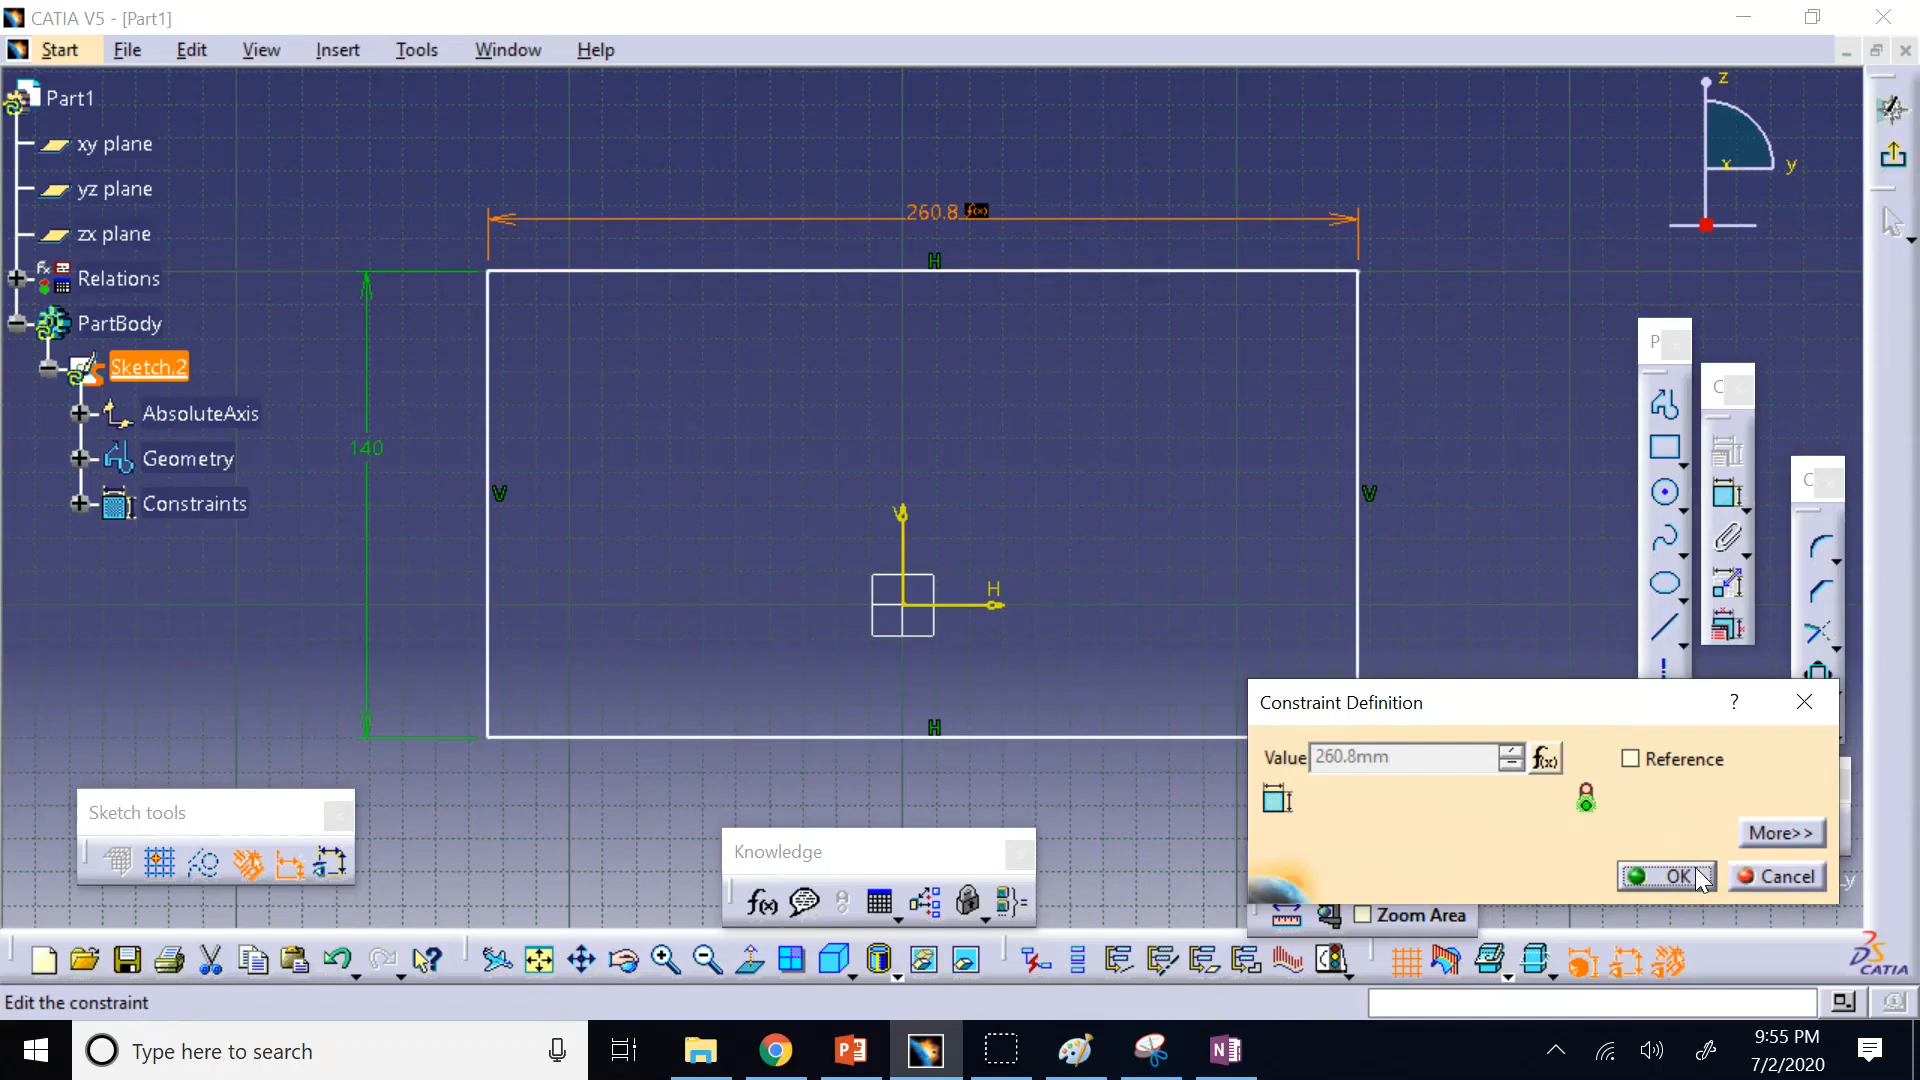 CATIA V5 - [Part1]
Start File Edit View Insert Tools Window Help
Part1
xy plane
yz plane
zx plane
Relations
PartBody
Sketch.2
AbsoluteAxis
Geometry
Constraints
260.8 f(x)
H
140
V
V
V
H
H
z
x
y
P
C
C
Constraint Definition ?
Value 260.8mm f(x) Reference
More>>
OK Cancel
Sketch tools
Knowledge
f(x)
Zoom Area
y
CATIA
Edit the constraint
Type here to search
9:55 PM
7/2/2020